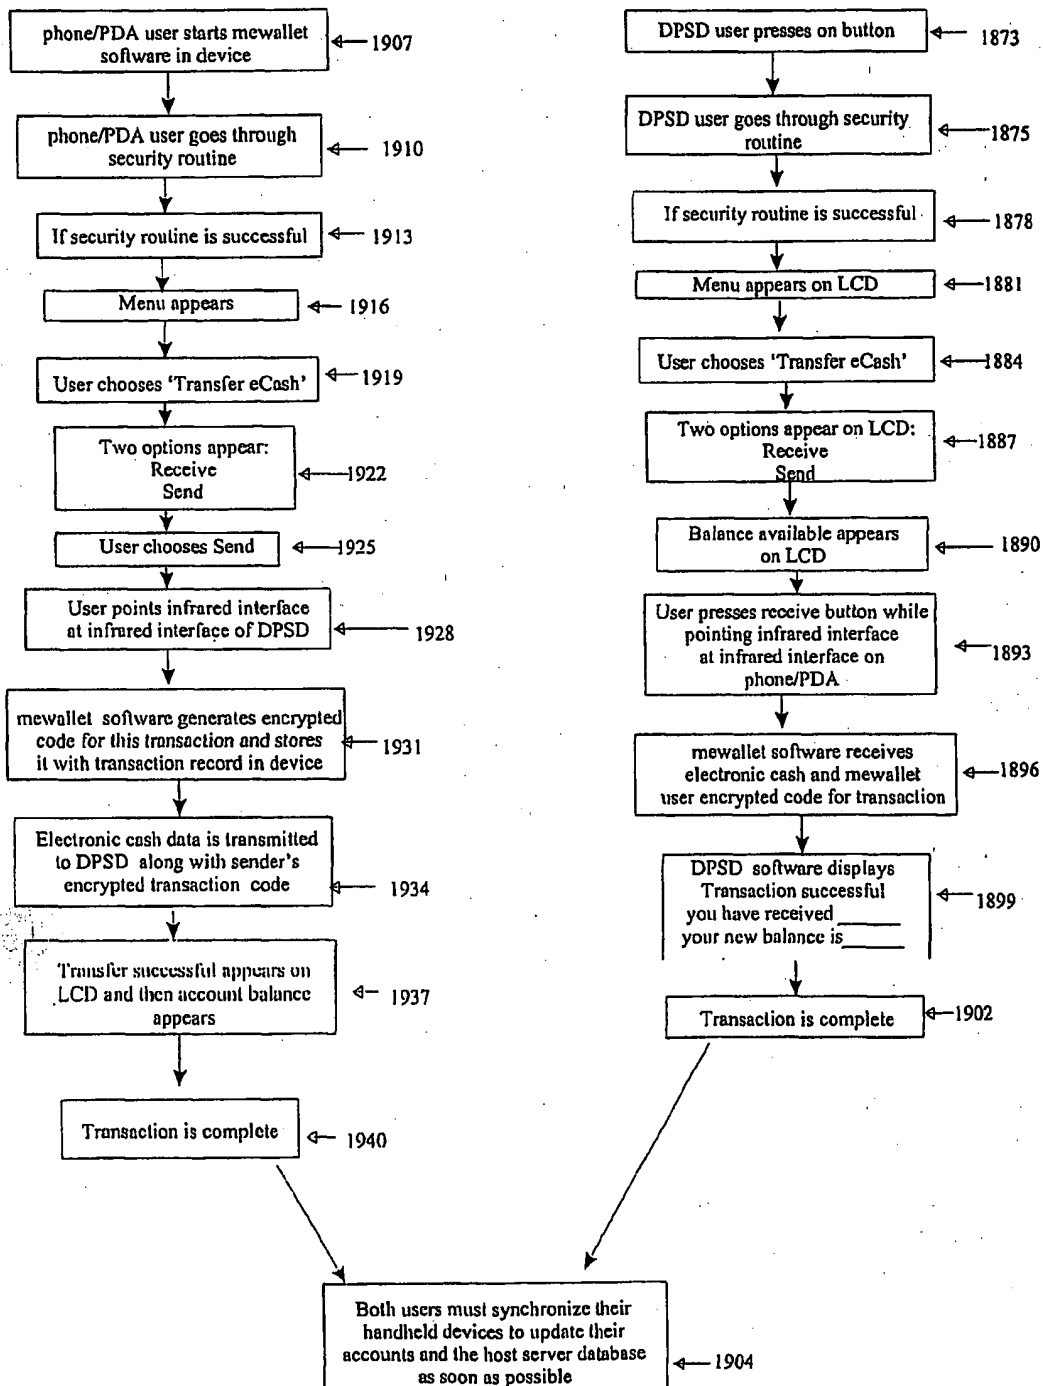 phone/PDA user starts mewallet
software in device
1907
phone/PDA user goes through
security routine
1910
If security routine is successful
1913
Menu appears
1916
User chooses ‘Transfer eCash’
1919
Two options appear:
Receive
Send
1922
User chooses Send
1925
User points infrared interface
at infrared interface of DPSD
1928
mewallet software generates encrypted
code for this transaction and stores
it with transaction record in device
1931
Electronic cash data is transmitted
to DPSD along with sender's
encrypted transaction code
1934
Transfer successful appears on
LCD and then account balance
appears
1937
Transaction is complete
1940
DPSD user presses on button
1873
DPSD user goes through security
routine
1875
If security routine is successful
1878
Menu appears on LCD
1881
User chooses ‘Transfer eCash’
1884
Two options appear on LCD:
Receive
Send
1887
Balance available appears
on LCD
1890
User presses receive button while
pointing infrared interface
at infrared interface on
phone/PDA
1893
mewallet software receives
electronic cash and mewallet
user encrypted code for transaction
1896
DPSD software displays
Transaction successful
you have received ______
your new balance is______
1899
Transaction is complete
1902
Both users must synchronize their
handheld devices to update their
accounts and the host server database
as soon as possible
1904